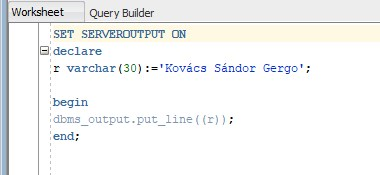 Worksheet Query Builder
SET SERVEROUTPUT ON
declare
r varchar(30):='Kovács Sándor Gergo';
begin
dbms_output.put_line((r));
end;